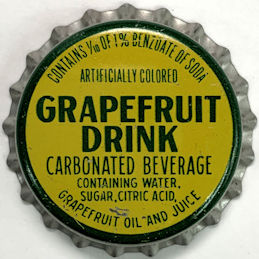 CONTAINS 1/10 OF 1% BENZOATE OF SODA
ARTIFICIALLY COLORED
GRAPEFRUIT
DRINK
CARBONATED BEVERAGE
CONTAINING WATER,
SUGAR, CITRIC ACID,
GRAPEFRUIT OIL AND JUICE